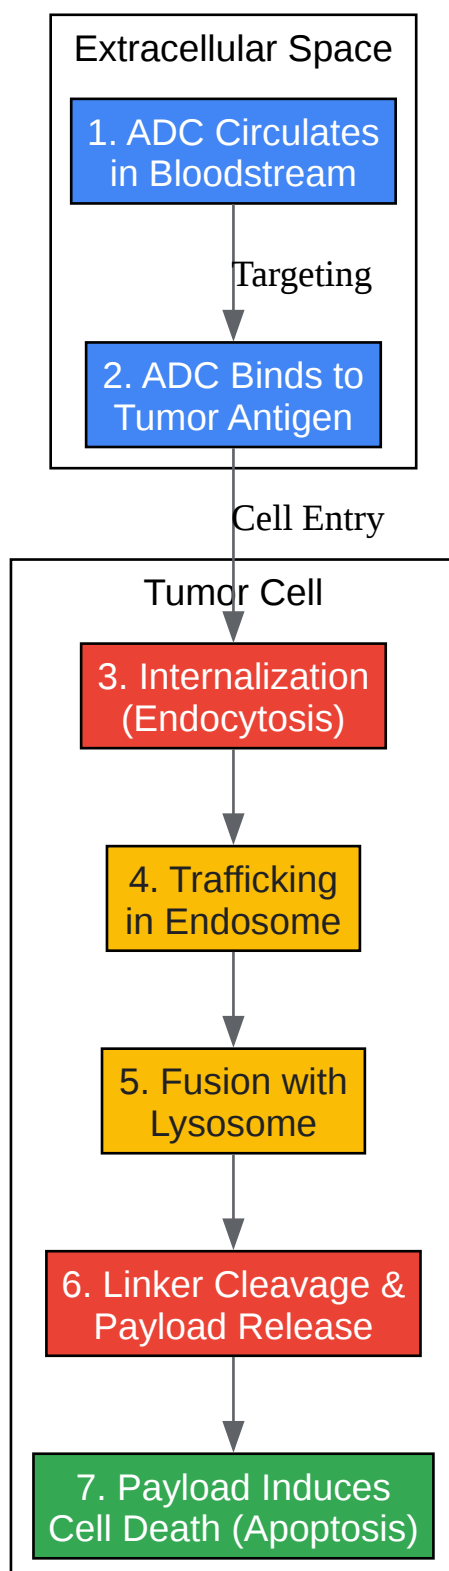 Extracellular Space
1. ADC Circulates
in Bloodstream
Targeting
2. ADC Binds to
Tumor Antigen
Cell Entry
Tumor Cell
3. Internalization
(Endocytosis)
4. Trafficking
in Endosome
5. Fusion with
Lysosome
6. Linker Cleavage &
Payload Release
7. Payload Induces
Cell Death (Apoptosis)